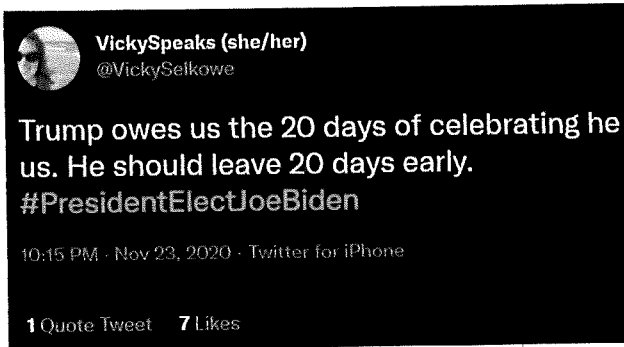 VickySpeaks (she/her)
@VickySelkowe
Trump owes us the 20 days of celebrating he
us. He should leave 20 days early.
#PresidentElectJoeBiden
10:15 PM · Nov 23, 2020 · Twitter for iPhone
1 Quote Tweet 7 Likes